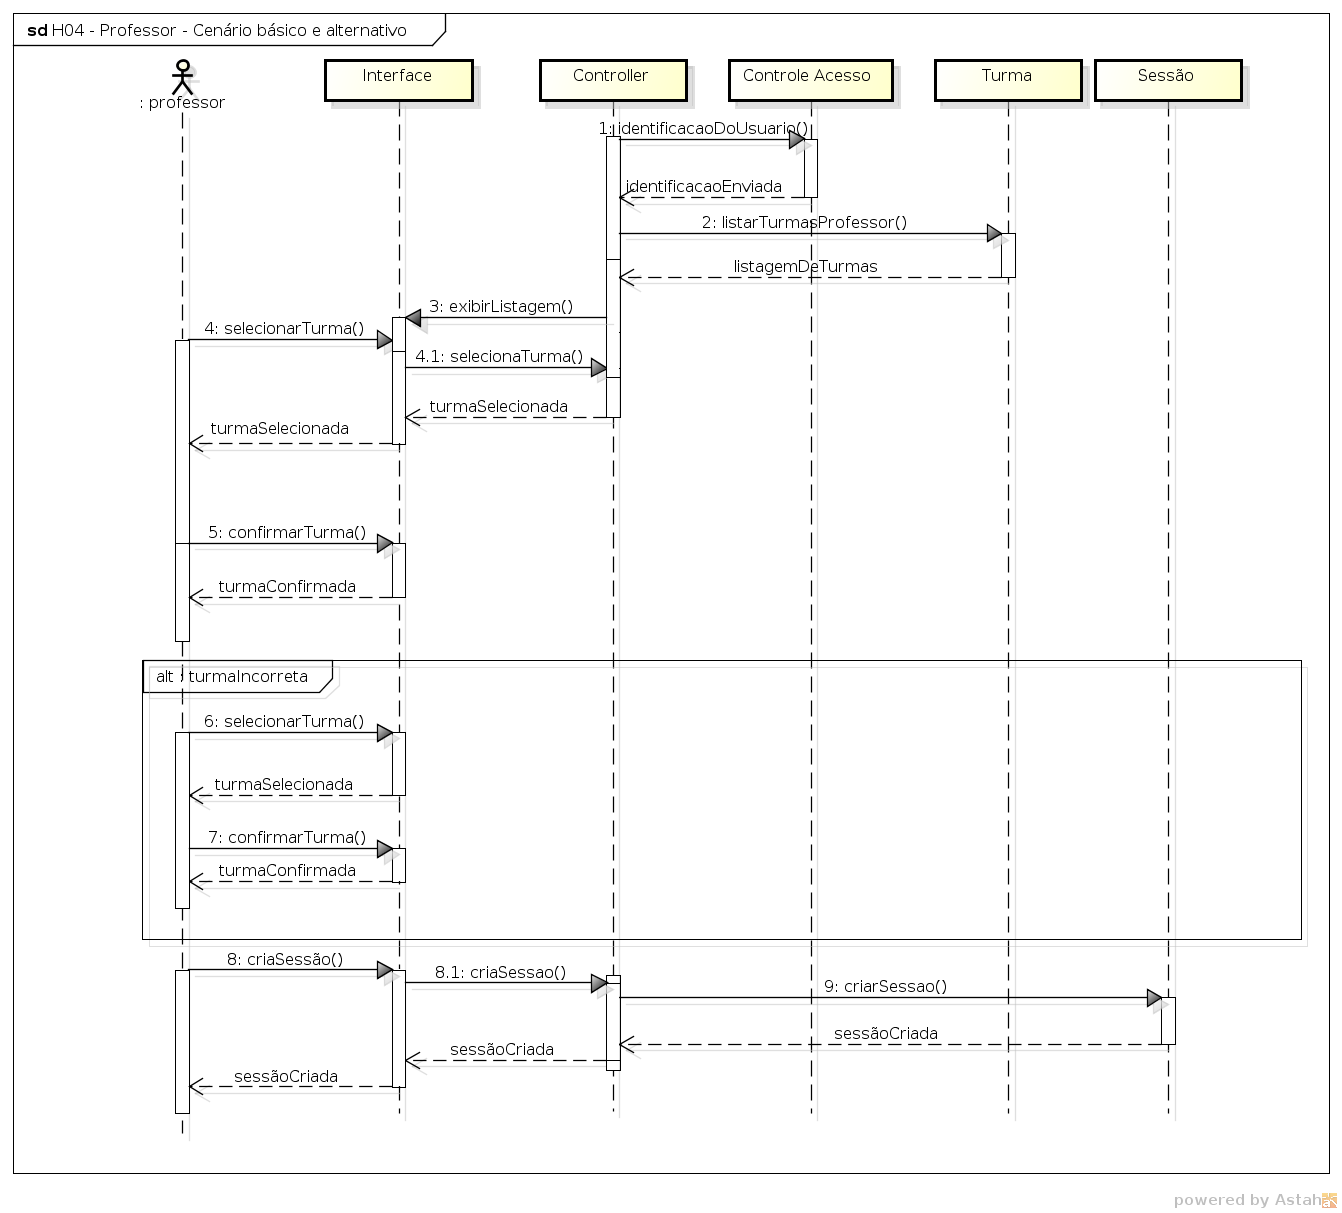 sd H04 - Professor - Cenário básico e alternativo
: professor
Interface
Controller
Controle Acesso
Turma
Sessão
1: identificacaoDoUsuario()
identificacaoEnviada
2: listarTurmasProfessor()
listagemDeTurmas
3: exibirListagem()
4: selecionarTurma()
4.1: selecionaTurma()
turmaSelecionada
turmaSelecionada
5: confirmarTurma()
turmaConfirmada
alt : turmaIncorreta
6: selecionarTurma()
turmaSelecionada
7: confirmarTurma()
turmaConfirmada
8: criaSessão()
8.1: criaSessao()
9: criarSessao()
sessãoCriada
sessãoCriada
sessãoCriada
powered by Astah